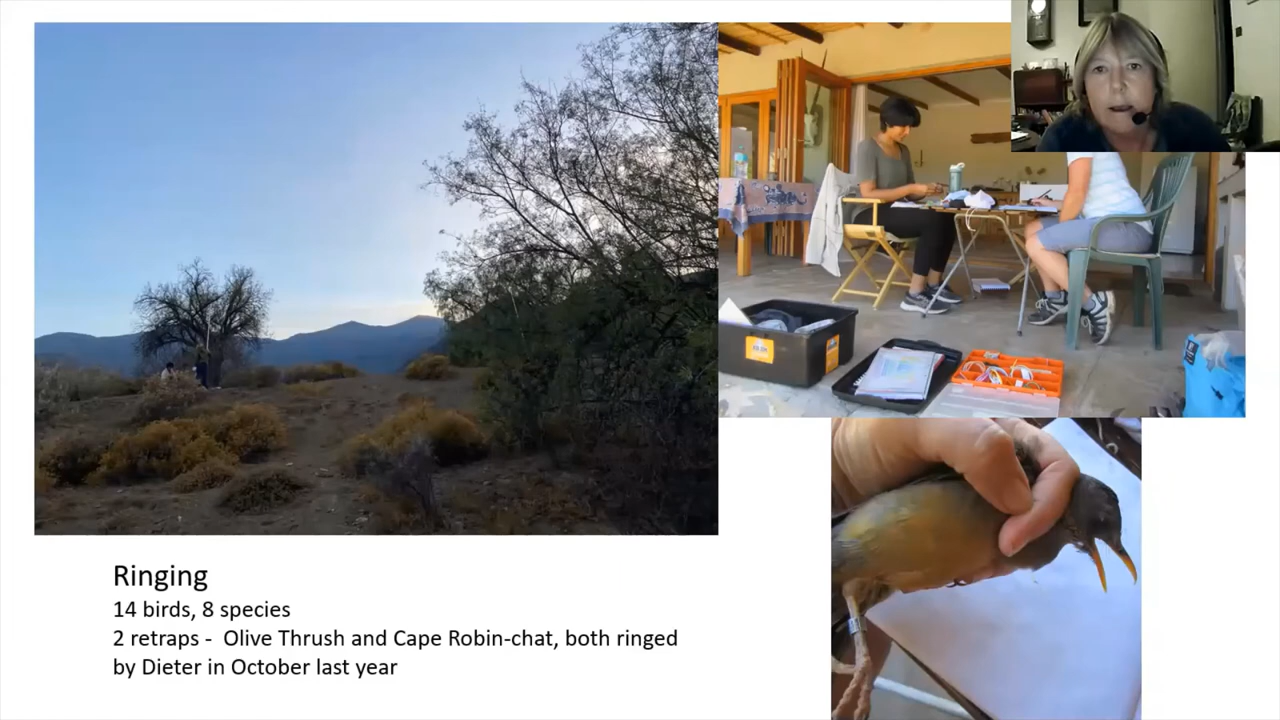 Ringing
14 birds, 8 species
2 retraps -  Olive Thrush and Cape Robin-chat, both ringed
by Dieter in October last year